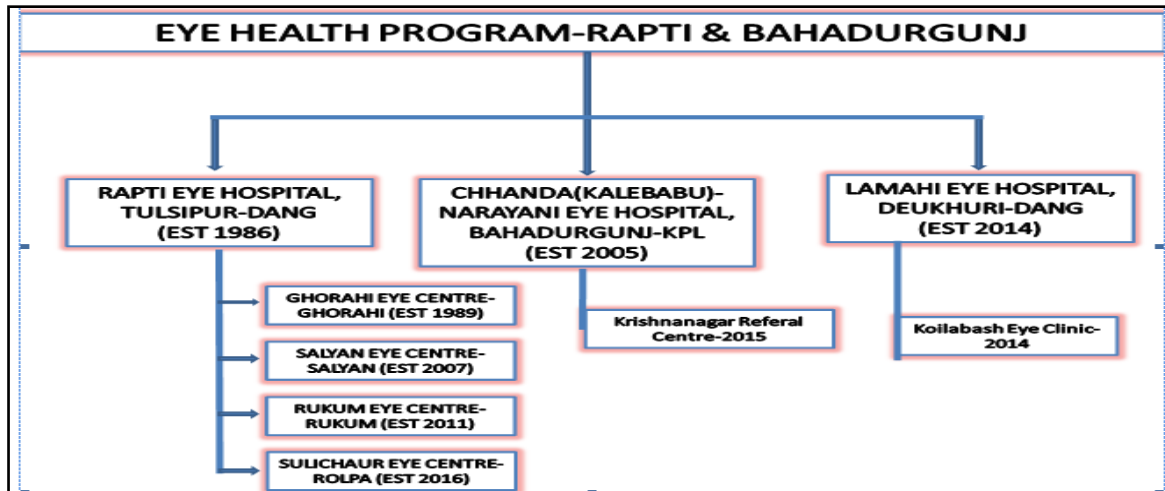 EYE HEALTH PROGRAM-RAPTI & BAHADURGUNJ
RAPTI EYE HOSPITAL,
TULSIPUR-DANG
(EST 1986)
CHHANDA(KALEBABU)-
NARAYANI EYE HOSPITAL,
BAHADURGUNJ-KPL
(EST 2005)
LAMAHI EYE HOSPITAL,
DEUKHURI-DANG
(EST 2014)
GHORAHI EYE CENTRE-
GHORAHI (EST 1989)
SALYAN EYE CENTRE-
SALYAN (EST 2007)
RUKUM EYE CENTRE-
RUKUM (EST 2011)
SULICHAUR EYE CENTRE-
ROLPA (EST 2016)
Krishnanagar Referal
Centre-2015
Koilabash Eye Clinic-
2014